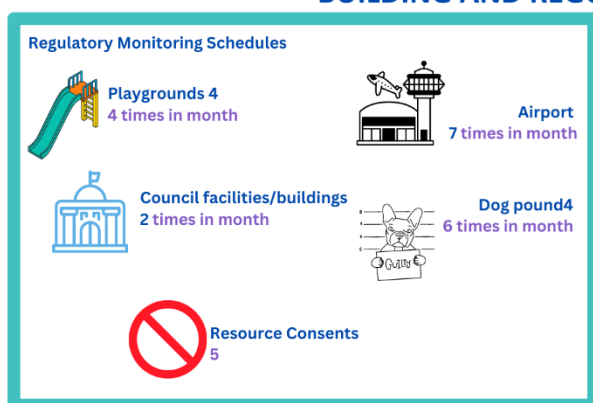 Regulatory Monitoring Schedules
Playgrounds 4
4 times in month
Airport
7 times in month
Council facilities/buildings
2 times in month
Dog pound4
6 times in month
GUILTY
Resource Consents
5